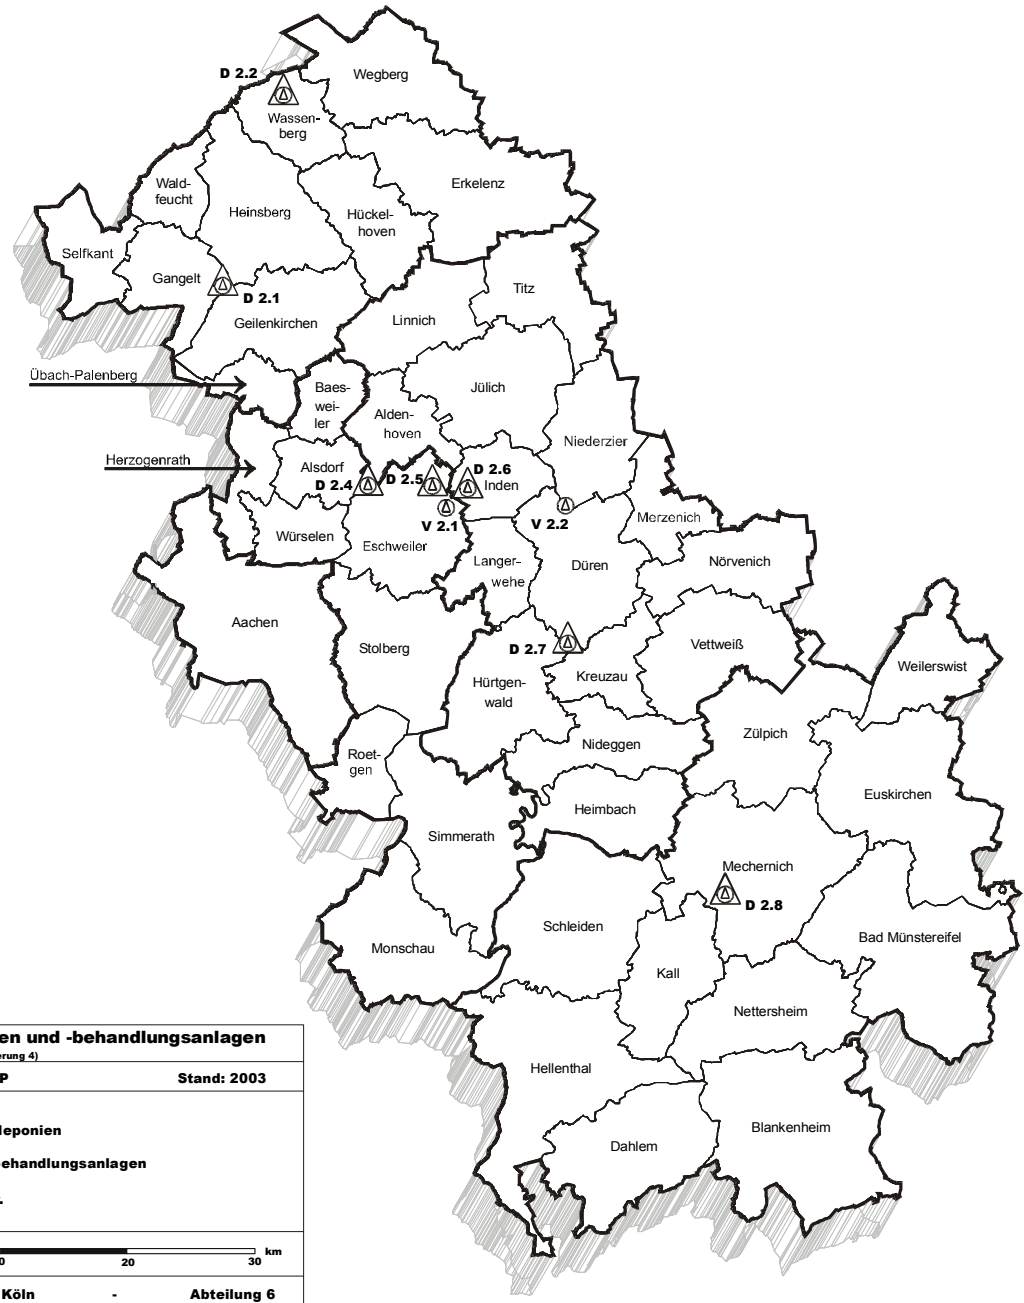 D 2.2
Wegberg
Wassen-
berg
Wald-
feucht
Erkelenz
Heinsberg
Hückel-
hoven
Selfkant
Gangelt
D 2.1
Titz
Geilenkirchen
Linnich
Übach-Palenberg
Baes-
wei-
ler
Jülich
Alden-
hoven
Niederzier
Herzogenrath
Alsdorf
D 2.4
D 2.5
D 2.6
Inden
V 2.1
V 2.2
Merzenich
Würselen
Eschweiler
Langer-
wehe
Düren
Nörvenich
Aachen
Stolberg
D 2.7
Vettweiß
Weilerswist
Hürtgen-
wald
Kreuzau
Zülpich
Nideggen
Roet-
gen
Euskirchen
Heimbach
Simmerath
Mechernich
D 2.8
Schleiden
Bad Münstereifel
Monschau
Kall
Nettersheim
Hellenthal
Blankenheim
Dahlem
en und -behandlungsanlagen
erung 4)
P Stand: 2003
deponien
ehandlungsanlagen
0 20 30 km
Köln - Abteilung 6